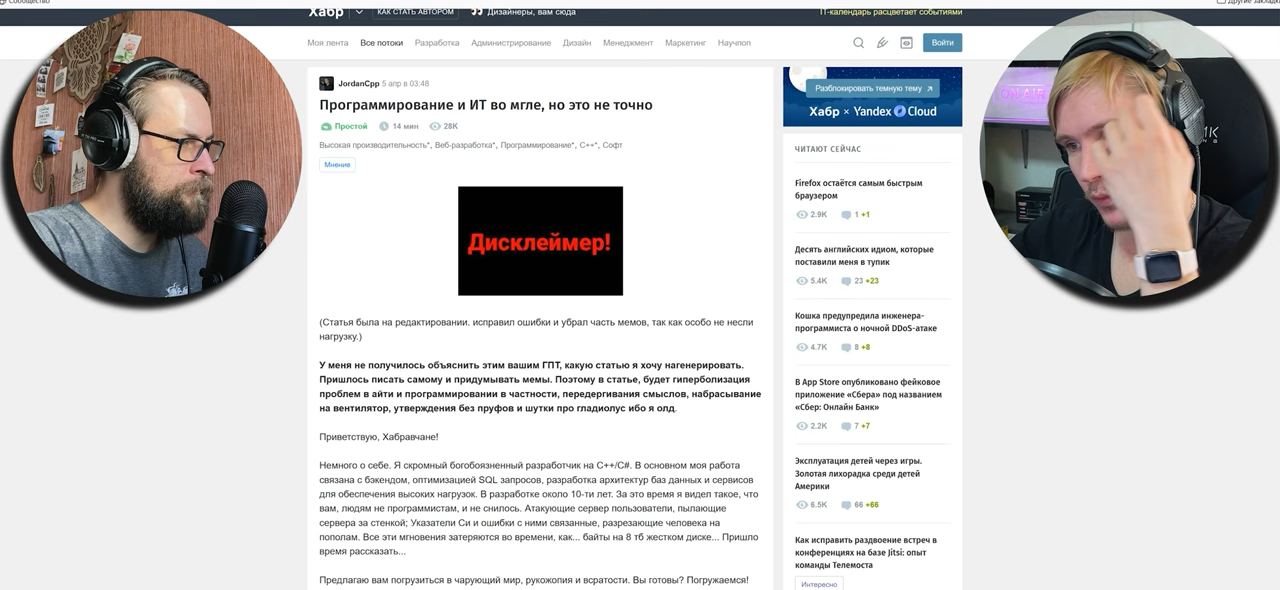 Сообщество
Другие закладки
Хабр
КАК СТАТЬ АВТОРОМ
Дизайнеры, вам сюда
IT-календарь расцветает событиями
Моя лента Все потоки Разработка Администрирование Дизайн Менеджмент Маркетинг Научпоп
Войти
JordanCpp 5 апр в 03:48
Программирование и ИТ во мгле, но это не точно
Простой 14 мин 28K
Высокая производительность*, Веб-разработка*, Программирование*, C++*, Софт
Мнение
Дисклеймер!
(Статья была на редактировании. исправил ошибки и убрал часть мемов, так как особо не несли
нагрузку.)
У меня не получилось объяснить этим вашим ГПТ, какую статью я хочу нагенерировать.
Пришлось писать самому и придумывать мемы. Поэтому в статье, будет гиперболизация
проблем в айти и программировании в частности, передергивания смыслов, набрасывание
на вентилятор, утверждения без пруфов и шутки про гладиолус ибо я олд.
Приветствую, Хабравчане!
Немного о себе. Я скромный богобоязненный разработчик на C++/C#. В основном моя работа
связана с бэкендом, оптимизацией SQL запросов, разработка архитектур баз данных и сервисов
для обеспечения высоких нагрузок. В разработке около 10-ти лет. За это время я видел такое, что
вам, людям не программистам, и не снилось. Атакующие сервер пользователи, пылающие
сервера за стенкой; Указатели Си и ошибки с ними связанные, разрезающие человека на
пополам. Все эти мгновения затеряются во времени, как... байты на 8 тб жестком диске... Пришло
время рассказать...
Предлагаю вам погрузиться в чарующий мир, рукожопия и всратости. Вы готовы? Погружаемся!
Разблокировать темную тему ↗
Хабр × Yandex Cloud
ЧИТАЮТ СЕЙЧАС
Firefox остаётся самым быстрым
браузером
2.9K 1 +1
Десять английских идиом, которые
поставили меня в тупик
5.4K 23 +23
Кошка предупредила инженера-
программиста о ночной DDoS-атаке
4.7K 8 +8
В App Store опубликовано фейковое
приложение «Сбера» под названием
«Сбер: Онлайн Банк»
2.2K 7 +7
Эксплуатация детей через игры.
Золотая лихорадка среди детей
Америки
6.5K 66 +66
Как исправить раздвоение встреч в
конференциях на базе Jitsi: опыт
команды Телемоста
Интересно
ON AIR